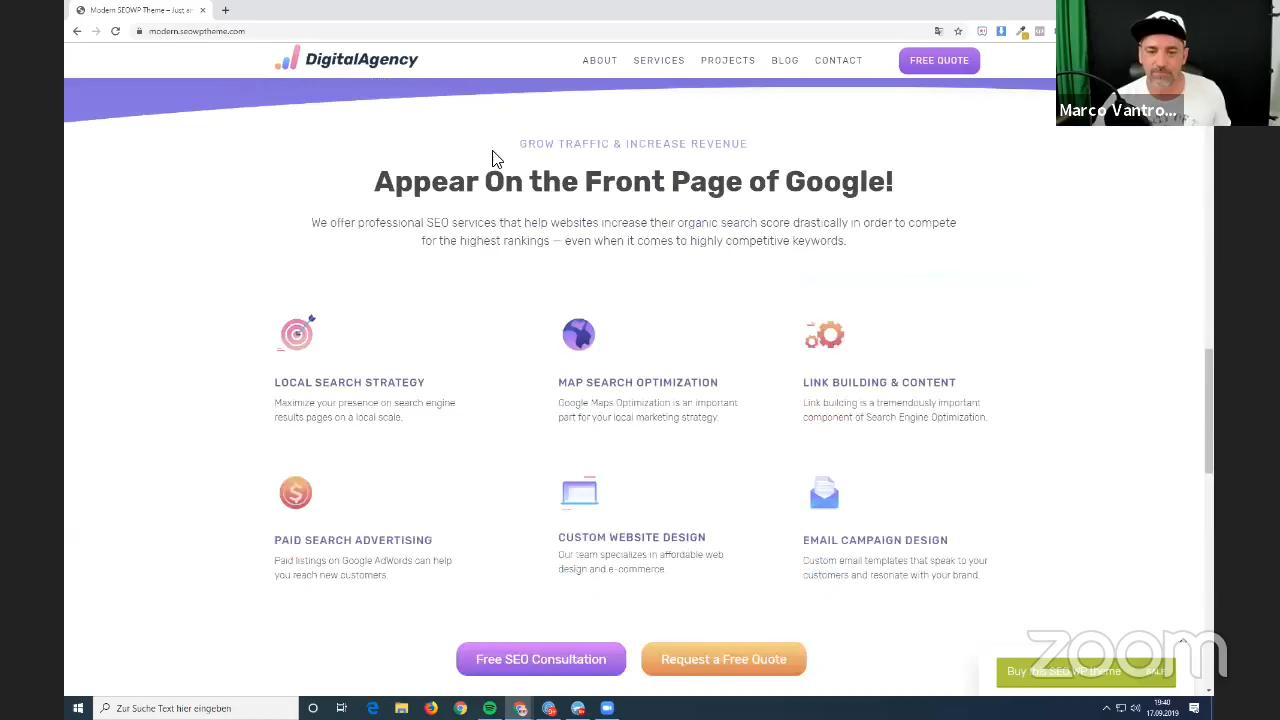 Modern SEOWP Theme – Just an
modern.seowptheme.com
DigitalAgency
ABOUT SERVICES PROJECTS BLOG CONTACT
FREE QUOTE
Marco Vantro...
GROW TRAFFIC & INCREASE REVENUE
Appear On the Front Page of Google!
We offer professional SEO services that help websites increase their organic search score drastically in order to compete
for the highest rankings — even when it comes to highly competitive keywords.
LOCAL SEARCH STRATEGY
Maximize your presence on search engine
results pages on a local scale.
MAP SEARCH OPTIMIZATION
Google Maps Optimization is an important
part for your local marketing strategy.
LINK BUILDING & CONTENT
Link building is a tremendously important
component of Search Engine Optimization.
PAID SEARCH ADVERTISING
Paid listings on Google AdWords can help
you reach new customers.
CUSTOM WEBSITE DESIGN
Our team specializes in affordable web
design and e-commerce.
EMAIL CAMPAIGN DESIGN
Custom email templates that speak to your
customers and resonate with your brand.
Free SEO Consultation
Request a Free Quote
Buy this SEO WP theme
SALE
zoom
Zur Suche Text hier eingeben
19:40
17.09.2019